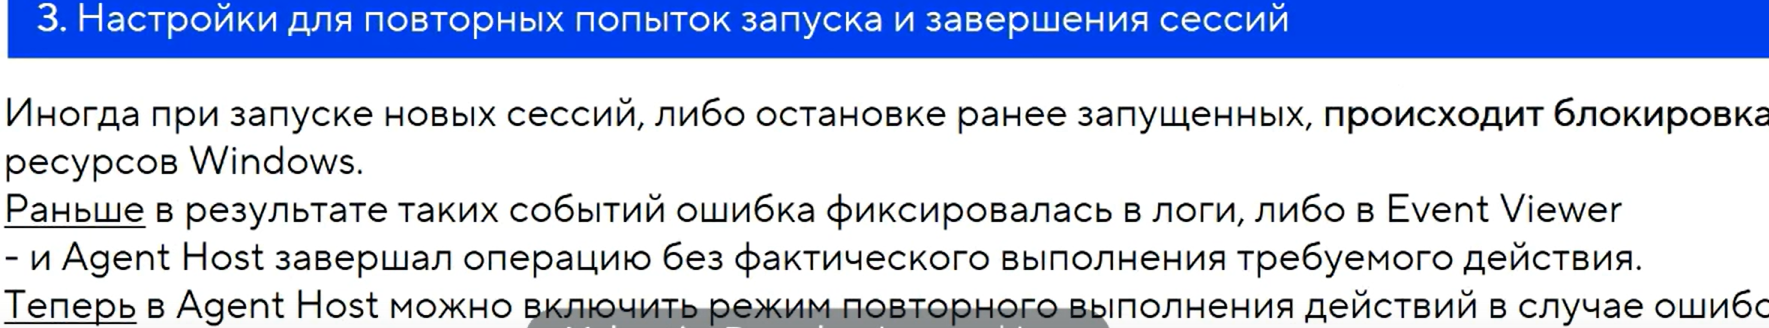 3. Настройки для повторных попыток запуска и завершения сессий
Иногда при запуске новых сессий, либо остановке ранее запущенных, происходит блокировка
ресурсов Windows.
Раньше в результате таких событий ошибка фиксировалась в логи, либо в Event Viewer
- и Agent Host завершал операцию без фактического выполнения требуемого действия.
Теперь в Agent Host можно включить режим повторного выполнения действий в случае